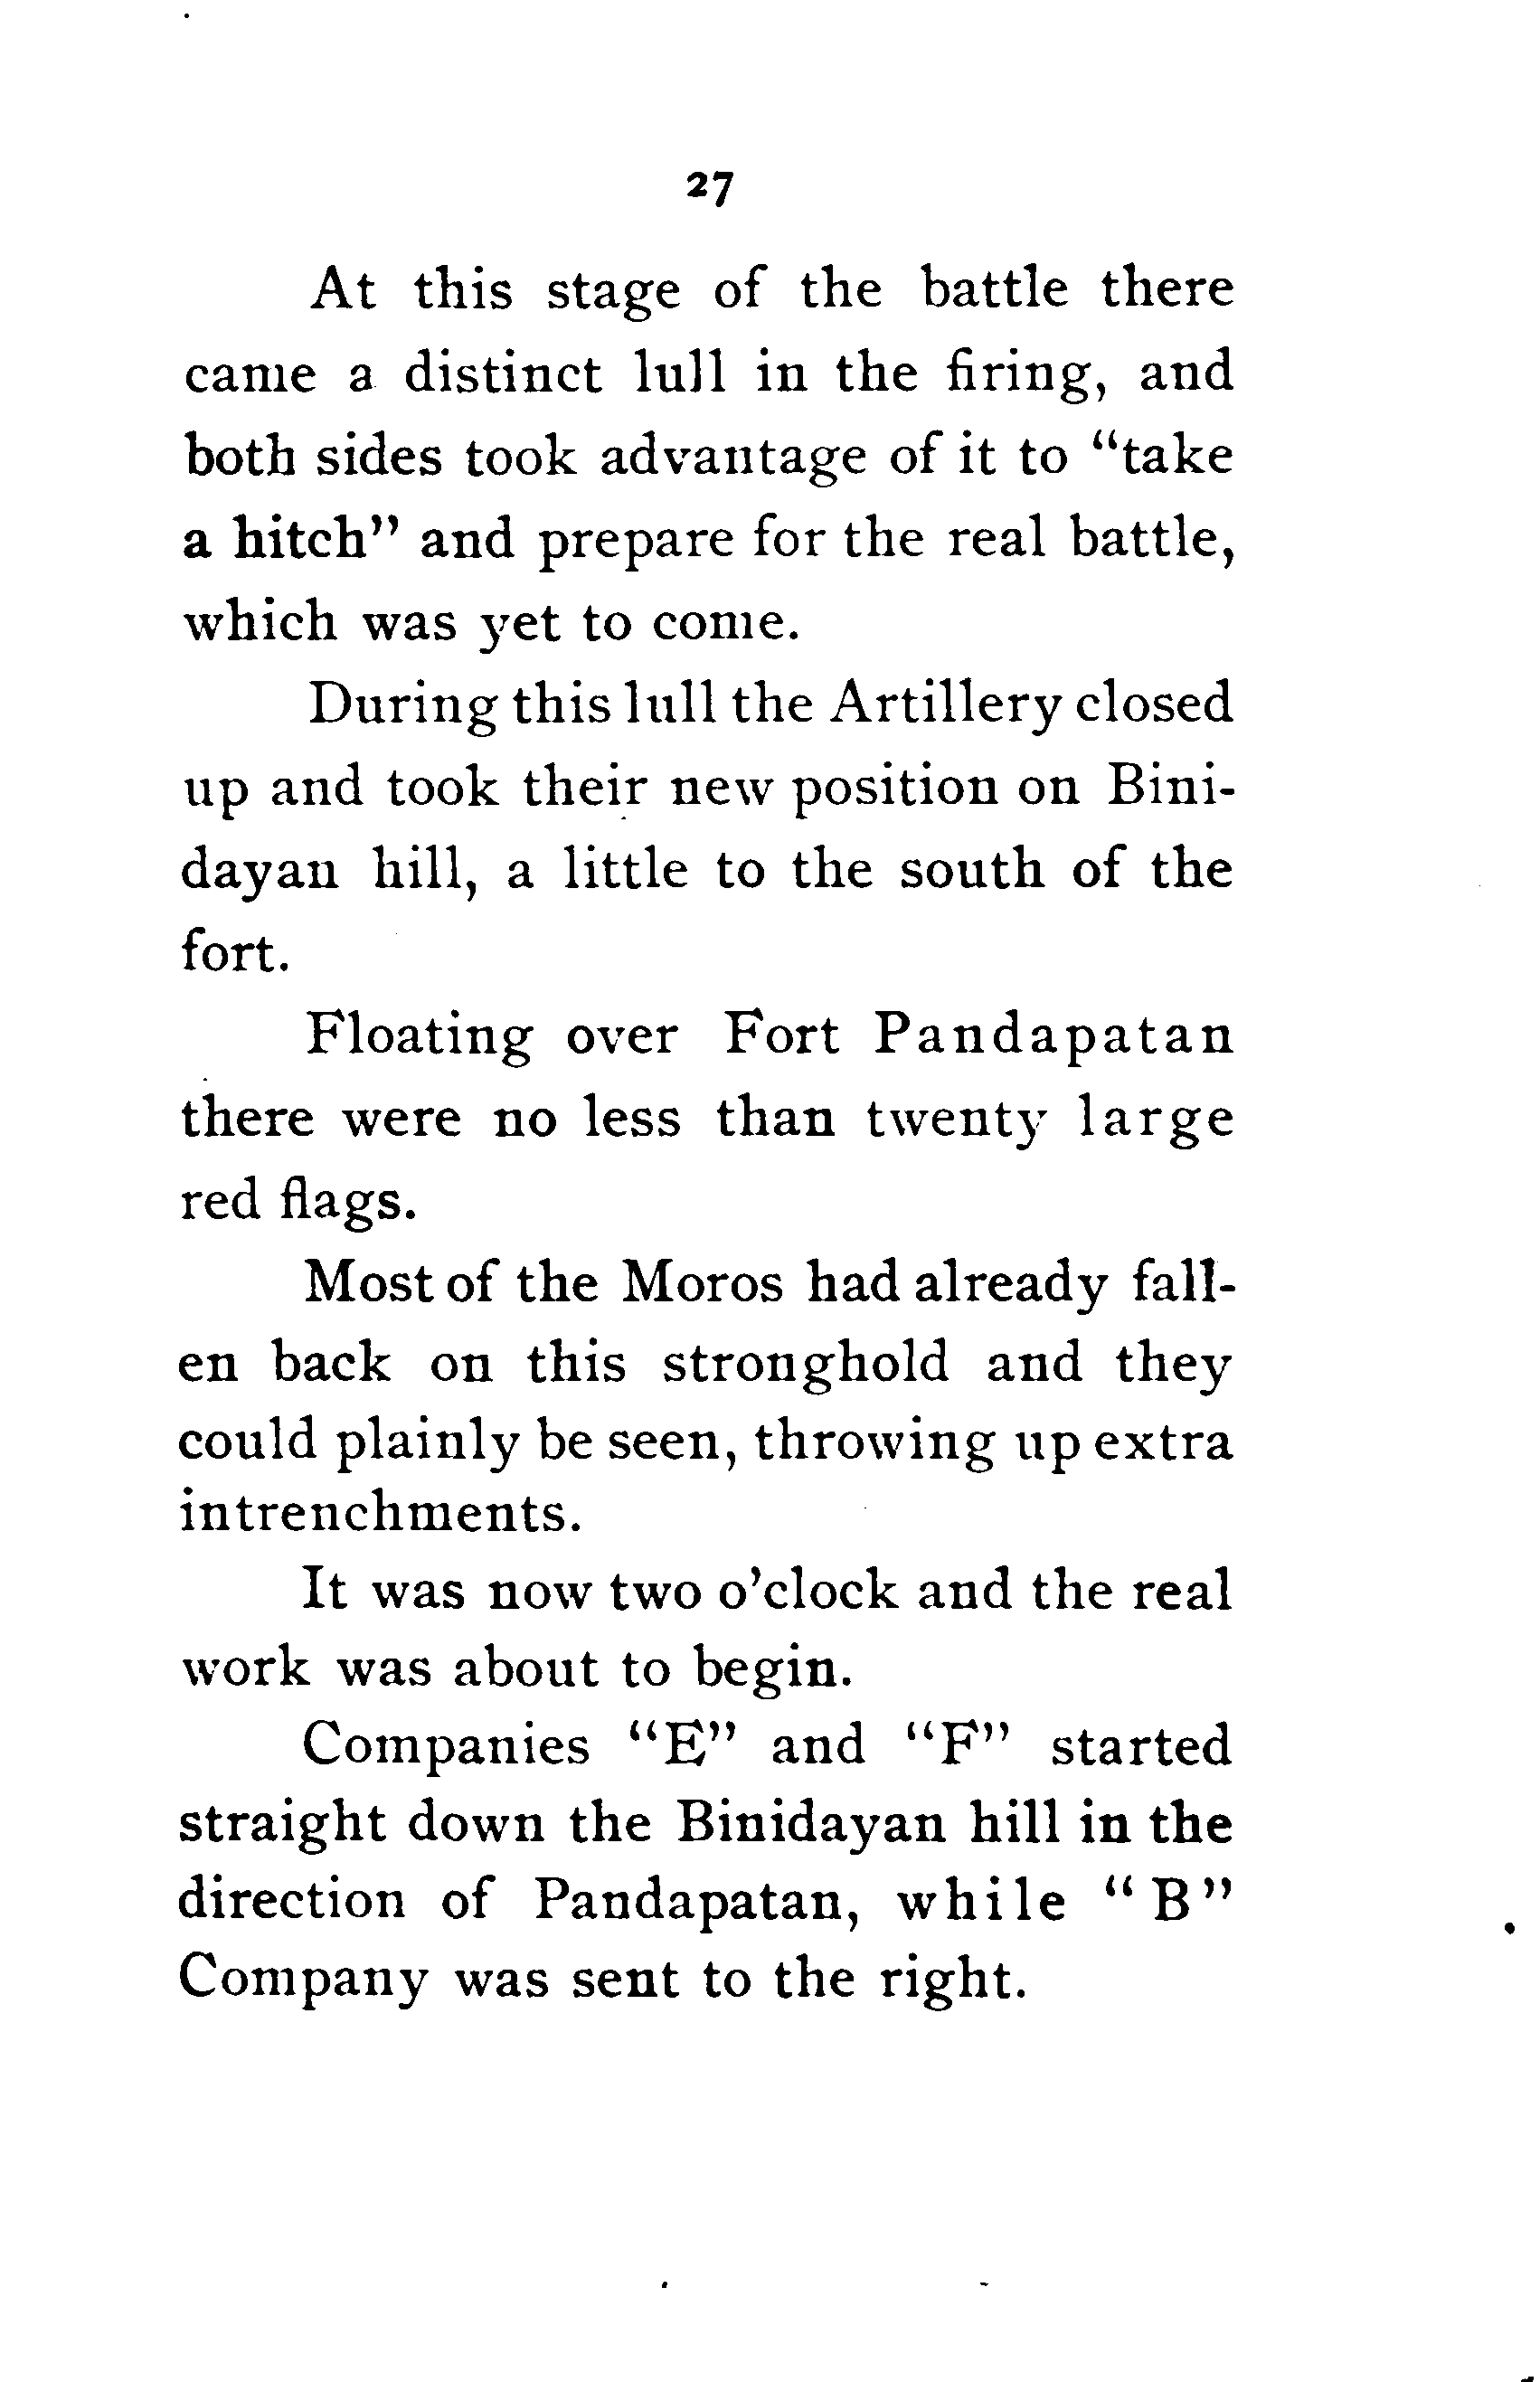 27
At this stage of the battle there
came a distinct lull in the firing, and
both sides took advantage of it to “take
a hitch” and prepare for the real battle,
which was yet to come.
During this lull the Artillery closed
up and took their new position on Bini-
dayan hill, a little to the south of the
fort.
Floating over Fort Pandapatan
there were no less than twenty large
red flags.
Most of the Moros had already fall-
en back on this stronghold and they
could plainly be seen, throwing up extra
intrenchments.
It was now two o’clock and the real
work was about to begin.
Companies “E” and “F” started
straight down the Binidayan hill in the
direction of Pandapatan, while “B”
Company was sent to the right.